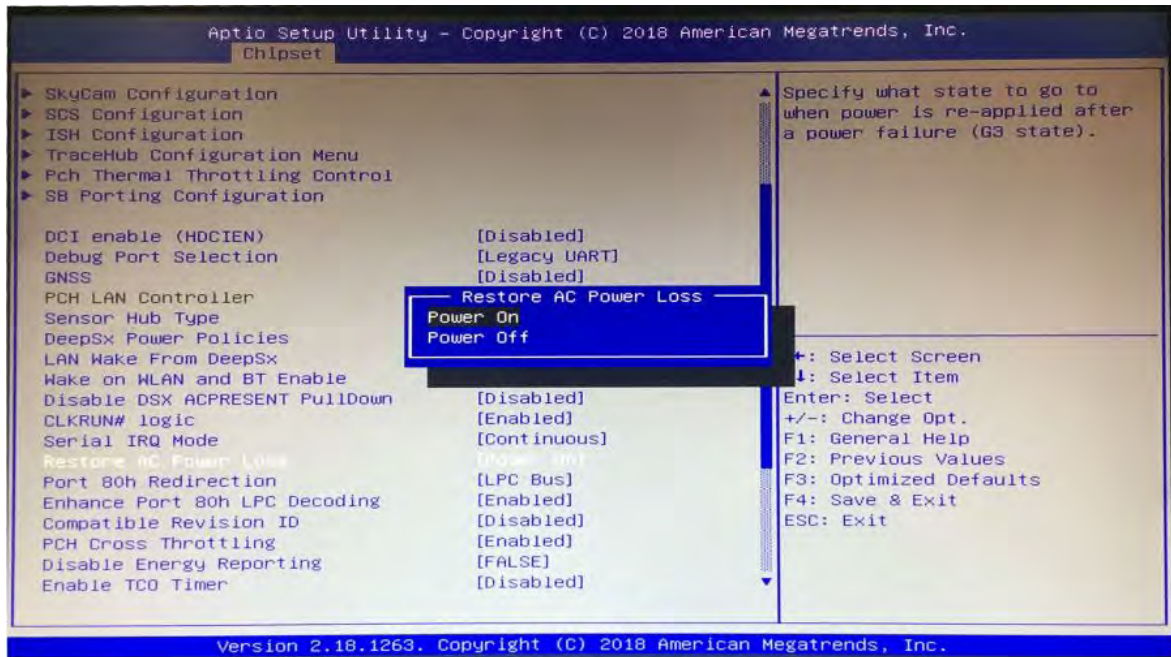 Aptio Setup Utility – Copyright (C) 2018 American Megatrends, Inc.
Chipset
SkyCam Configuration
SCS Configuration
ISH Configuration
TraceHub Configuration Menu
Pch Thermal Throttling Control
SB Porting Configuration
DCI enable (HDCIEN) [Disabled]
Debug Port Selection [Legacy UART]
GNSS [Disabled]
PCH LAN Controller
Sensor Hub Type
DeepSx Power Policies
LAN Wake From DeepSx
Wake on WLAN and BT Enable
Disable DSX ACPRESENT PullDown [Disabled]
CLKRUN# logic [Enabled]
Serial IRQ Mode [Continuous]
Restore AC Power Loss [Power On]
Port 80h Redirection [LPC Bus]
Enhance Port 80h LPC Decoding [Enabled]
Compatible Revision ID [Disabled]
PCH Cross Throttling [Enabled]
Disable Energy Reporting [FALSE]
Enable TCO Timer [Disabled]
Restore AC Power Loss
Power On
Power Off
Specify what state to go to
when power is re-applied after
a power failure (G3 state).
: Select Screen
: Select Item
Enter: Select
+/-: Change Opt.
F1: General Help
F2: Previous Values
F3: Optimized Defaults
F4: Save & Exit
ESC: Exit
Version 2.18.1263. Copyright (C) 2018 American Megatrends, Inc.